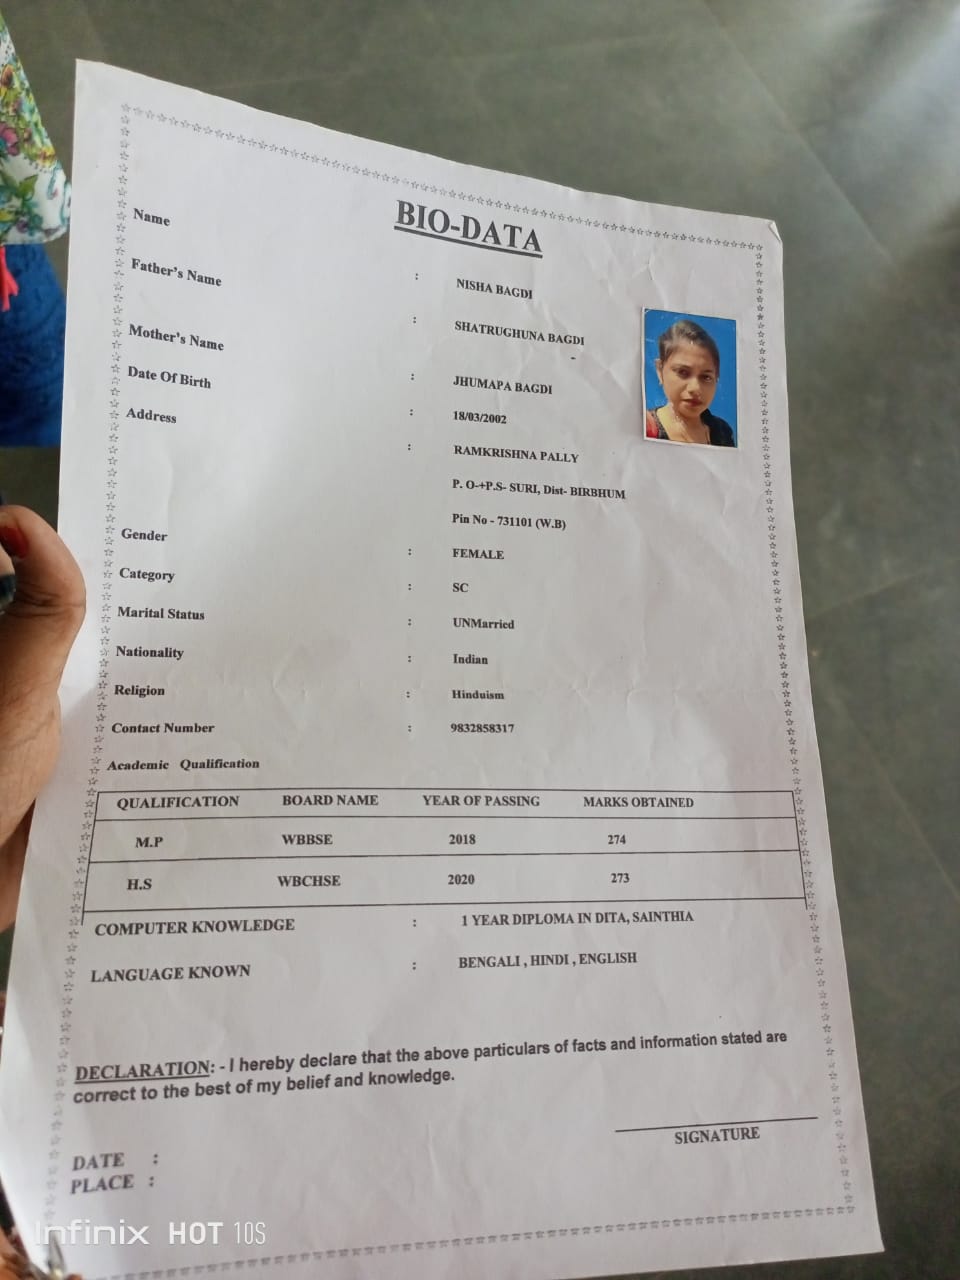 BIO-DATA
Name : NISHA BAGDI
Father's Name : SHATRUGHUNA BAGDI
Mother's Name : JHUMAPA BAGDI
Date Of Birth : 18/03/2002
Address : RAMKRISHNA PALLY
P. O-+P.S- SURI, Dist- BIRBHUM
Pin No - 731101 (W.B)
Gender : FEMALE
Category : SC
Marital Status : UNMarried
Nationality : Indian
Religion : Hinduism
Contact Number : 9832858317
Academic Qualification
QUALIFICATION BOARD NAME YEAR OF PASSING MARKS OBTAINED
M.P WBBSE 2018 274
H.S WBCHSE 2020 273
COMPUTER KNOWLEDGE : 1 YEAR DIPLOMA IN DITA, SAINTHIA
LANGUAGE KNOWN : BENGALI , HINDI , ENGLISH
DECLARATION: - I hereby declare that the above particulars of facts and information stated are
correct to the best of my belief and knowledge.
SIGNATURE
DATE :
PLACE :
Infinix HOT 10S